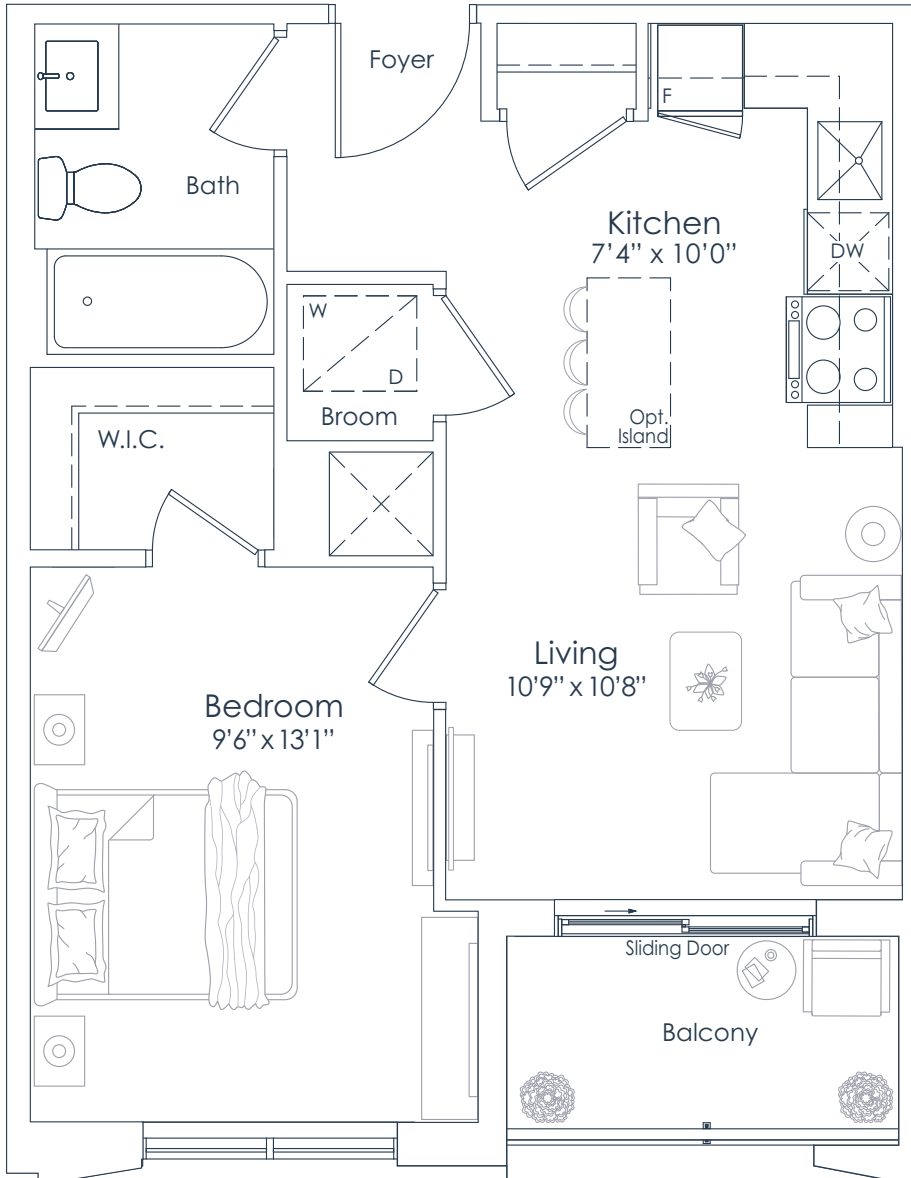 Foyer
F
Bath
Kitchen
7’4” x 10’0”
DW
W
D
Broom
Opt.
Island
W.I.C.
Living
10’9” x 10’8”
Bedroom
9’6” x 13’1”
Sliding Door
Balcony